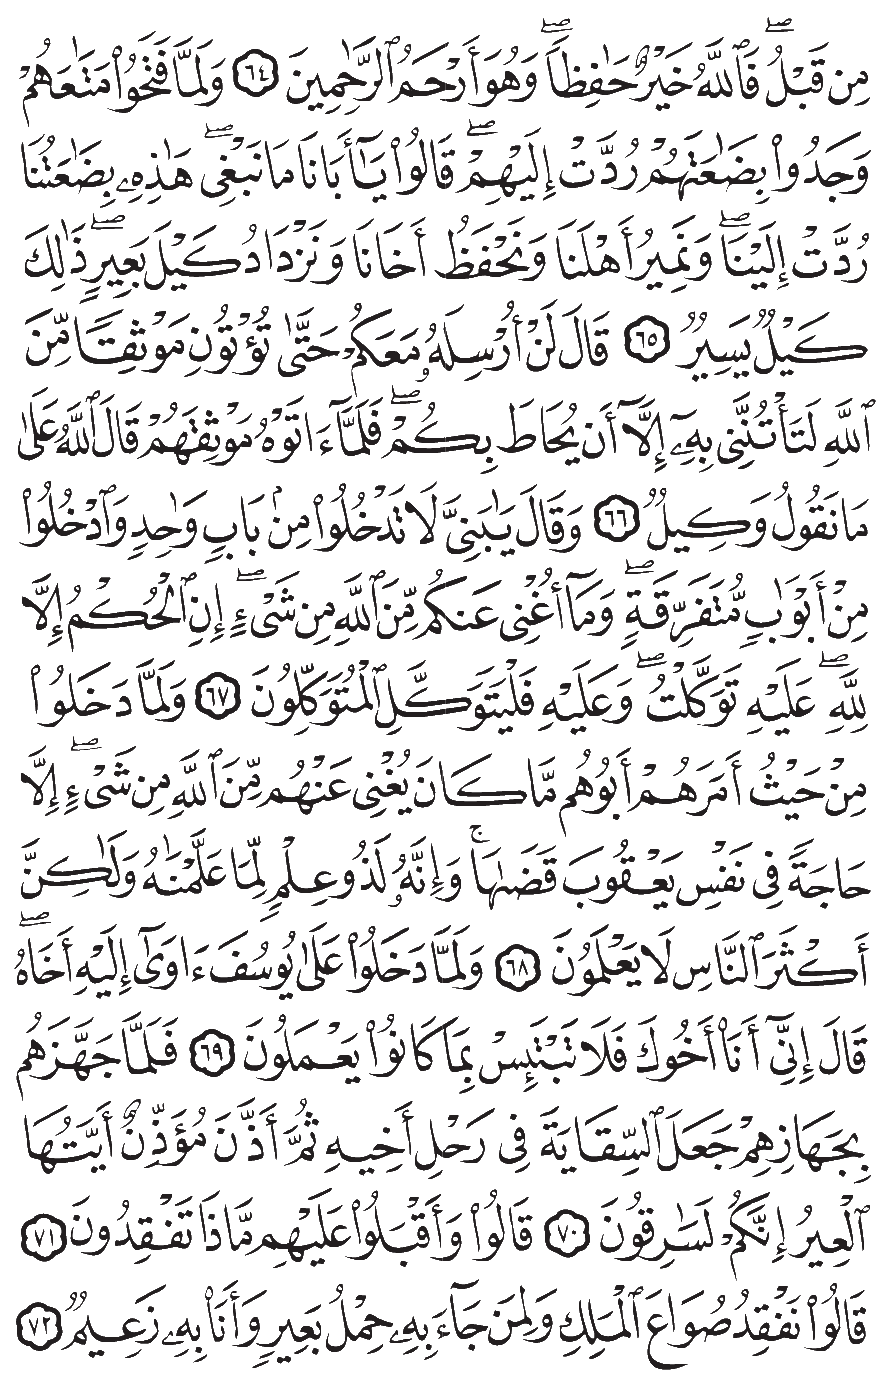 مِن قَبْلُۖ فَٱللَّهُ خَيْرٌ حَٰفِظٗاۖ وَهُوَ أَرْحَمُ ٱلرَّٰحِمِينَ ٦٤ وَلَمَّا فَتَحُواْ مَتَٰعَهُمْ
وَجَدُواْ بِضَٰعَتَهُمْ رُدَّتْ إِلَيْهِمْۖ قَالُواْ يَٰٓأَبَانَا مَا نَبْغِےۖ هَٰذِهِۦ بِضَٰعَتُنَا
رُدَّتْ إِلَيْنَاۖ وَنَمِيرُ أَهْلَنَا وَنَحْفَظُ أَخَانَا وَنَزْدَادُ كَيْلَ بَعِيرٖۖ ذَٰلِكَ
كَيْلٞ يَسِيرٞ ٦٥ قَالَ لَنْ أُرْسِلَهُۥ مَعَكُمْ حَتَّىٰ تُؤْتُونِ مَوْثِقٗا مِّنَ
ٱللَّهِ لَتَأْتُنَّنِے بِهِۦٓ إِلَّآ أَن يُحَاطَ بِكُمْۖ فَلَمَّآ ءَاتَوْهُ مَوْثِقَهُمْ قَالَ ٱللَّهُ عَلَىٰ
مَا نَقُولُ وَكِيلٞ ٦٦ وَقَالَ يَٰبَنِيَّ لَا تَدْخُلُواْ مِنۢ بَابٖ وَٰحِدٖ وَٱدْخُلُواْ
مِنْ أَبْوَٰبٖ مُّتَفَرِّقَةٖۖ وَمَآ أُغْنِے عَنكُم مِّنَ ٱللَّهِ مِن شَيْءٍۖ إِنِ ٱلْحُكْمُ إِلَّا
لِلَّهِۖ عَلَيْهِ تَوَكَّلْتُۖ وَعَلَيْهِ فَلْيَتَوَكَّلِ ٱلْمُتَوَكِّلُونَ ٦٧ وَلَمَّا دَخَلُواْ
مِنْ حَيْثُ أَمَرَهُمْ أَبُوهُم مَّا كَانَ يُغْنِے عَنْهُم مِّنَ ٱللَّهِ مِن شَيْءٍۖ إِلَّا
حَاجَةٗ فِے نَفْسِ يَعْقُوبَ قَضَىٰهَاۚ وَإِنَّهُۥ لَذُو عِلْمٖ لِّمَا عَلَّمْنَٰهُ وَلَٰكِنَّ
أَكْثَرَ ٱلنَّاسِ لَا يَعْلَمُونَ ٦٨ وَلَمَّا دَخَلُواْ عَلَىٰ يُوسُفَ ءَاوَىٰٓ إِلَيْهِ أَخَاهُۖ
قَالَ إِنِّيٓ أَنَا۠ أَخُوكَ فَلَا تَبْتَئِسْ بِمَا كَانُواْ يَعْمَلُونَ ٦٩ فَلَمَّا جَهَّزَهُم
بِجَهَازِهِمْ جَعَلَ ٱلسِّقَايَةَ فِے رَحْلِ أَخِيهِ ثُمَّ أَذَّنَ مُؤَذِّنٌ أَيَّتُهَا
ٱلْعِيرُ إِنَّكُمْ لَسَٰرِقُونَ ٧٠ قَالُواْ وَأَقْبَلُواْ عَلَيْهِم مَّاذَا تَفْقِدُونَ ٧١
قَالُواْ نَفْقِدُ صُوَاعَ ٱلْمَلِكِ وَلِمَن جَآءَ بِهِۦ حِمْلُ بَعِيرٖ وَأَنَا۠ بِهِۦ زَعِيمٞ ٧٢